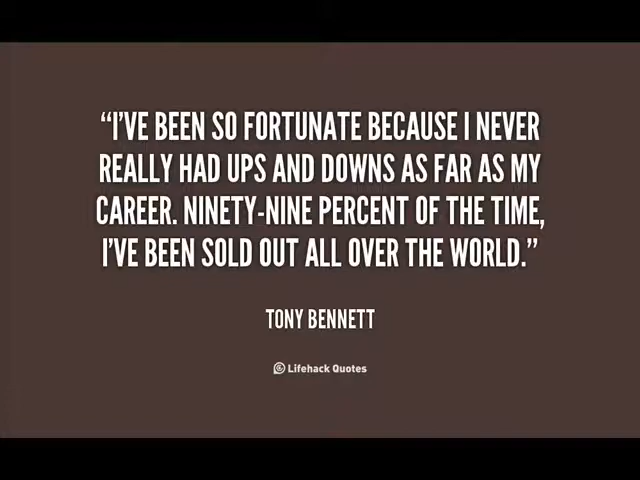 “I’VE BEEN SO FORTUNATE BECAUSE I NEVER
REALLY HAD UPS AND DOWNS AS FAR AS MY
CAREER. NINETY-NINE PERCENT OF THE TIME,
I’VE BEEN SOLD OUT ALL OVER THE WORLD.”
TONY BENNETT
Lifehack Quotes